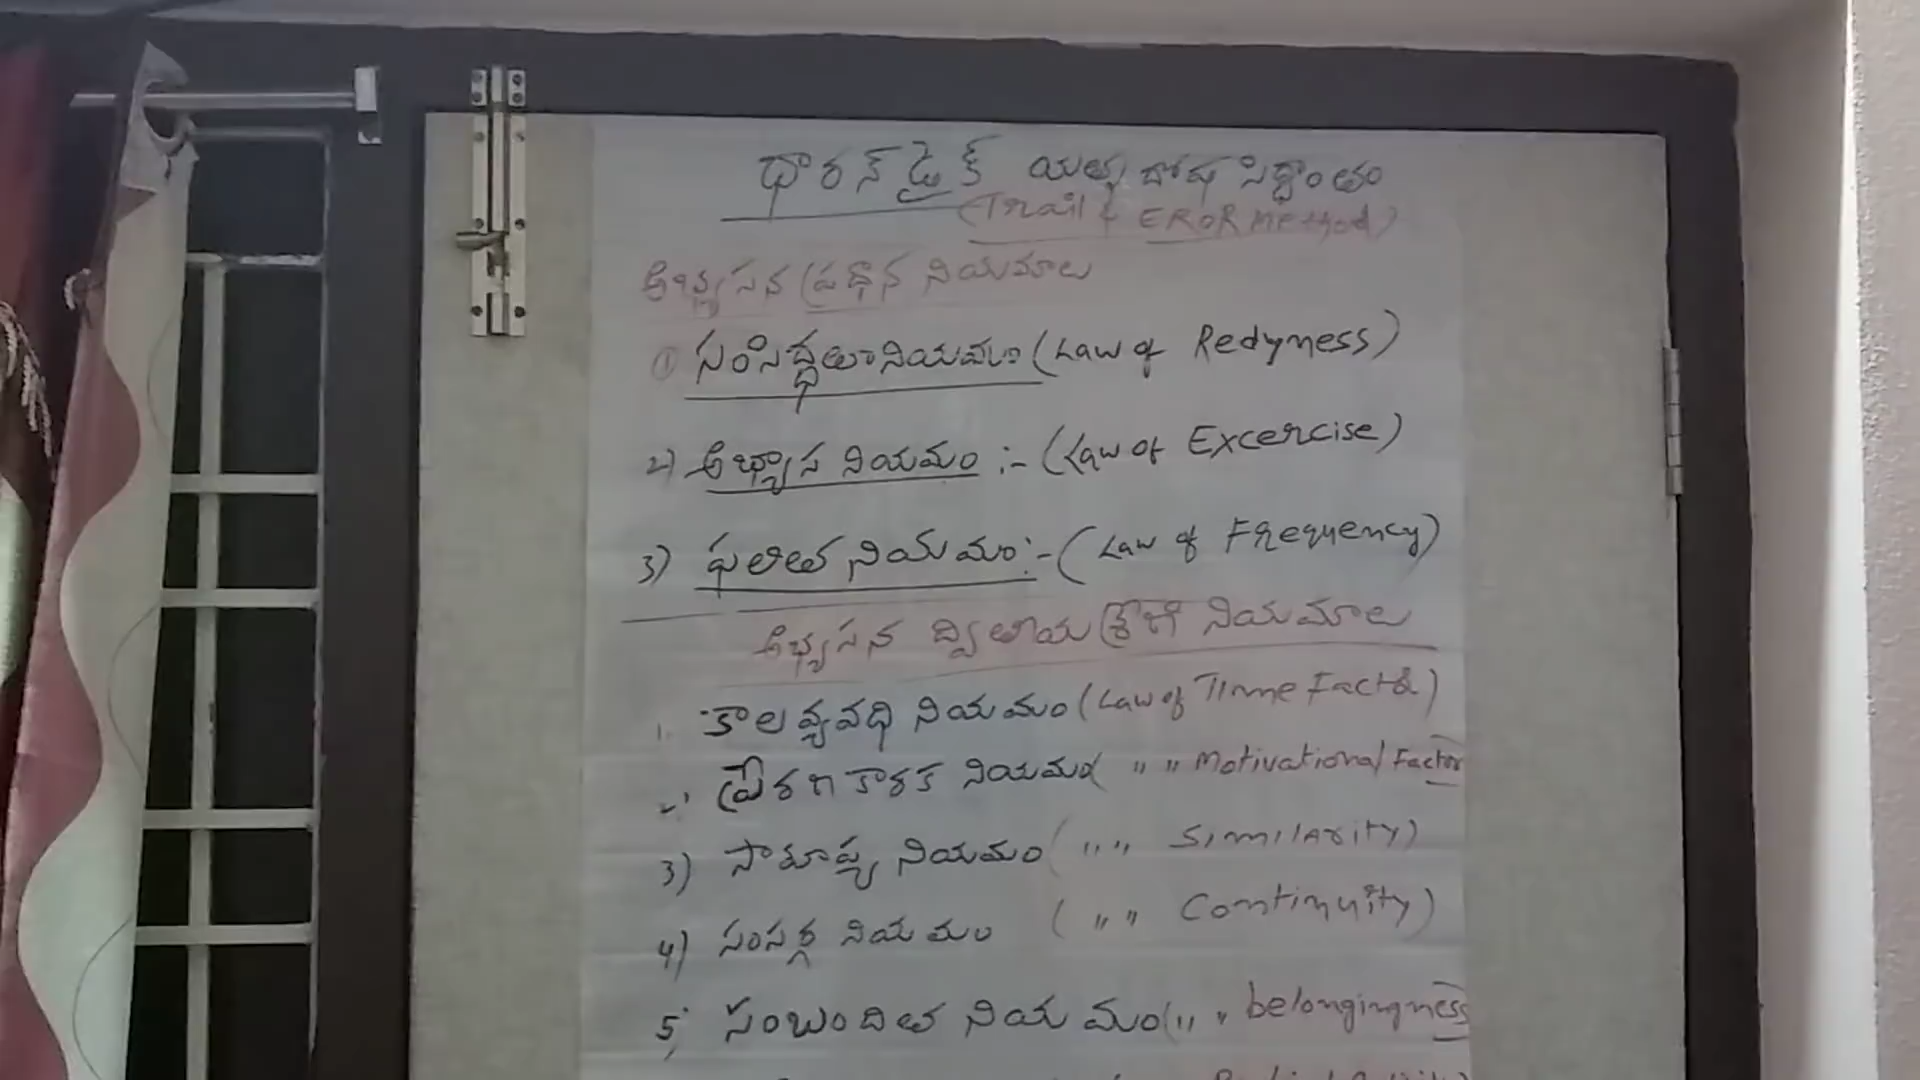 థారన్ డైక్ యత్న దోష సిద్ధాంతం
(Trail & EROR Method)
అభ్యసన ప్రధాన నియమాలు
① సంసిద్ధతా నియమం (Law of Redyness)
2) అభ్యాస నియమం :- (Law of Excercise)
3) ఫలిత నియమం :- (Law of Frequency)
అభ్యసన ద్వితీయ శ్రేణి నియమాలు
1. కాల వ్యవధి నియమం (Law of Time Factor)
2. ప్రేరణ కారక నియమం ( " " Motivational Factor
3) సారూప్య నియమం ( " " Similarity)
4) సంసర్గ నియమం ( " " Continuity)
5) సంబందిత నియమం ( " " belongingness